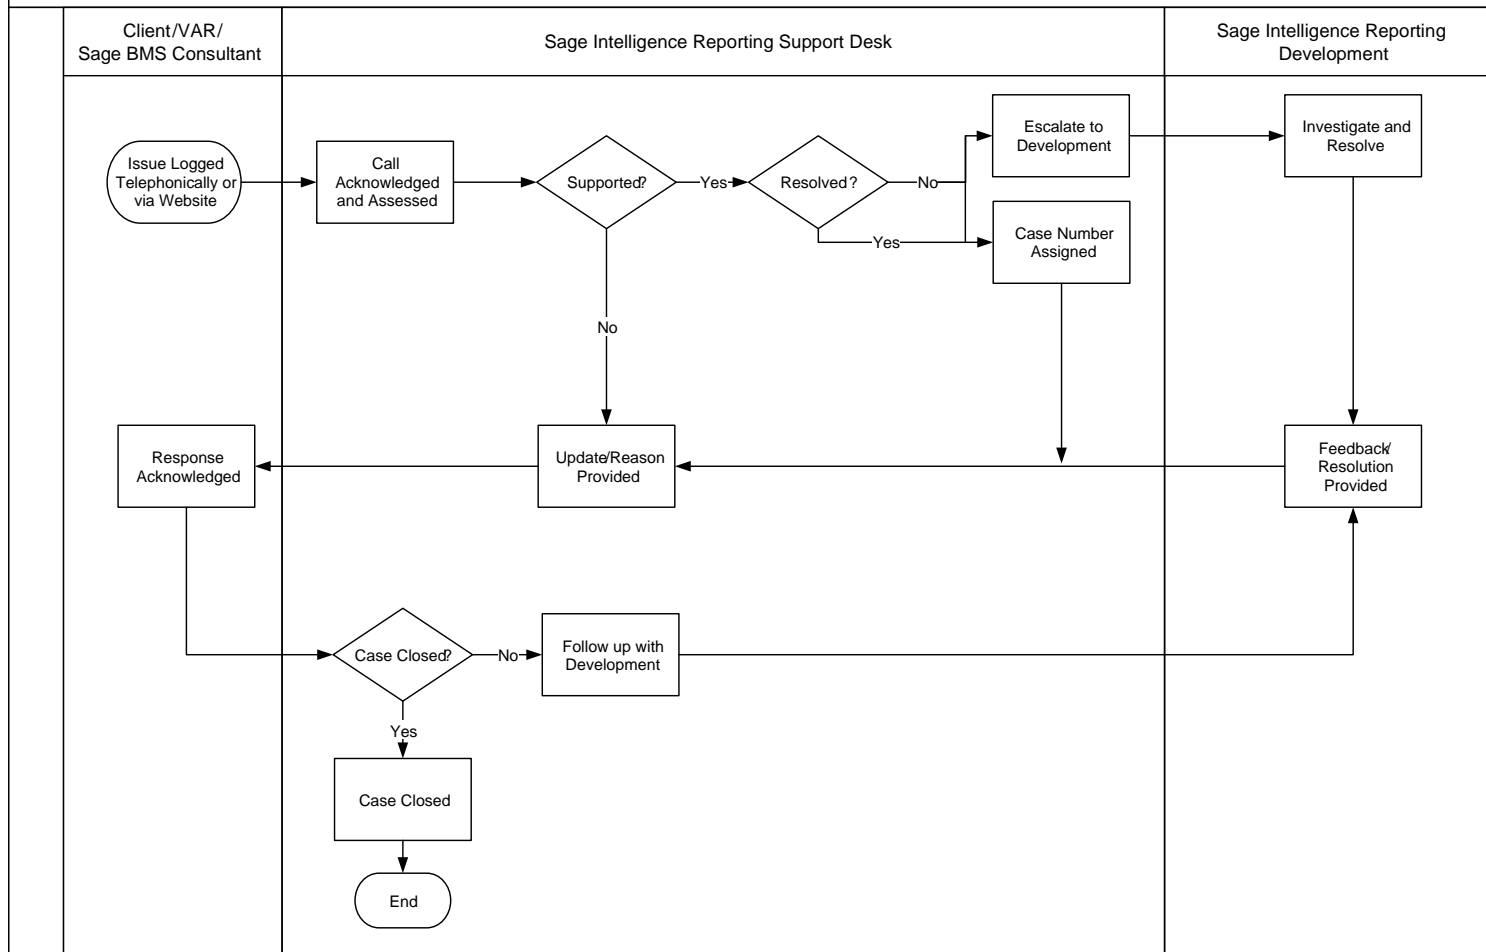 Client/VAR/
Sage BMS Consultant
Sage Intelligence Reporting Support Desk
Sage Intelligence Reporting
Development
Issue Logged
Telephonically or
via Website
Call
Acknowledged
and Assessed
Supported?
Yes
Resolved?
No
Escalate to
Development
Investigate and
Resolve
Yes
Case Number
Assigned
No
Response
Acknowledged
Update/Reason
Provided
Feedback/
Resolution
Provided
Case Closed?
No
Follow up with
Development
Yes
Case Closed
End